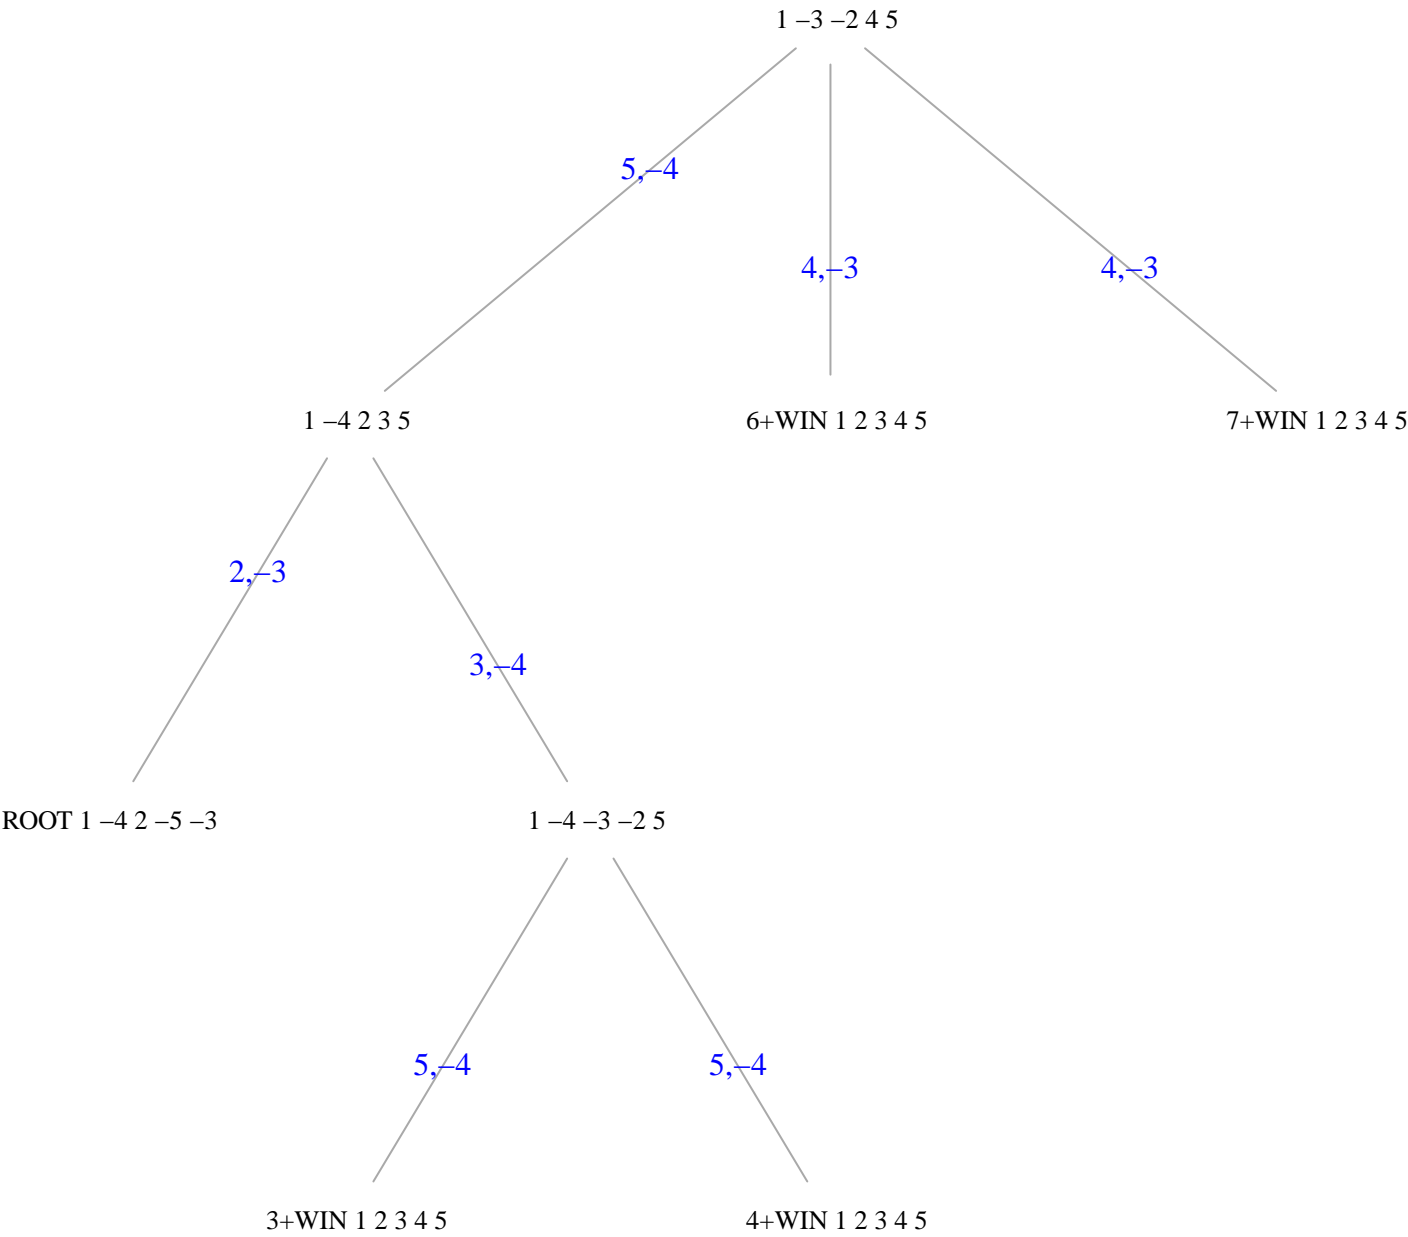 1 –3 –2 4 5
5,–4
4,–3
4,–3
1 –4 2 3 5
6+WIN 1 2 3 4 5
7+WIN 1 2 3 4 5
2,–3
3,–4
ROOT 1 –4 2 –5 –3
1 –4 –3 –2 5
5,–4
5,–4
3+WIN 1 2 3 4 5
4+WIN 1 2 3 4 5